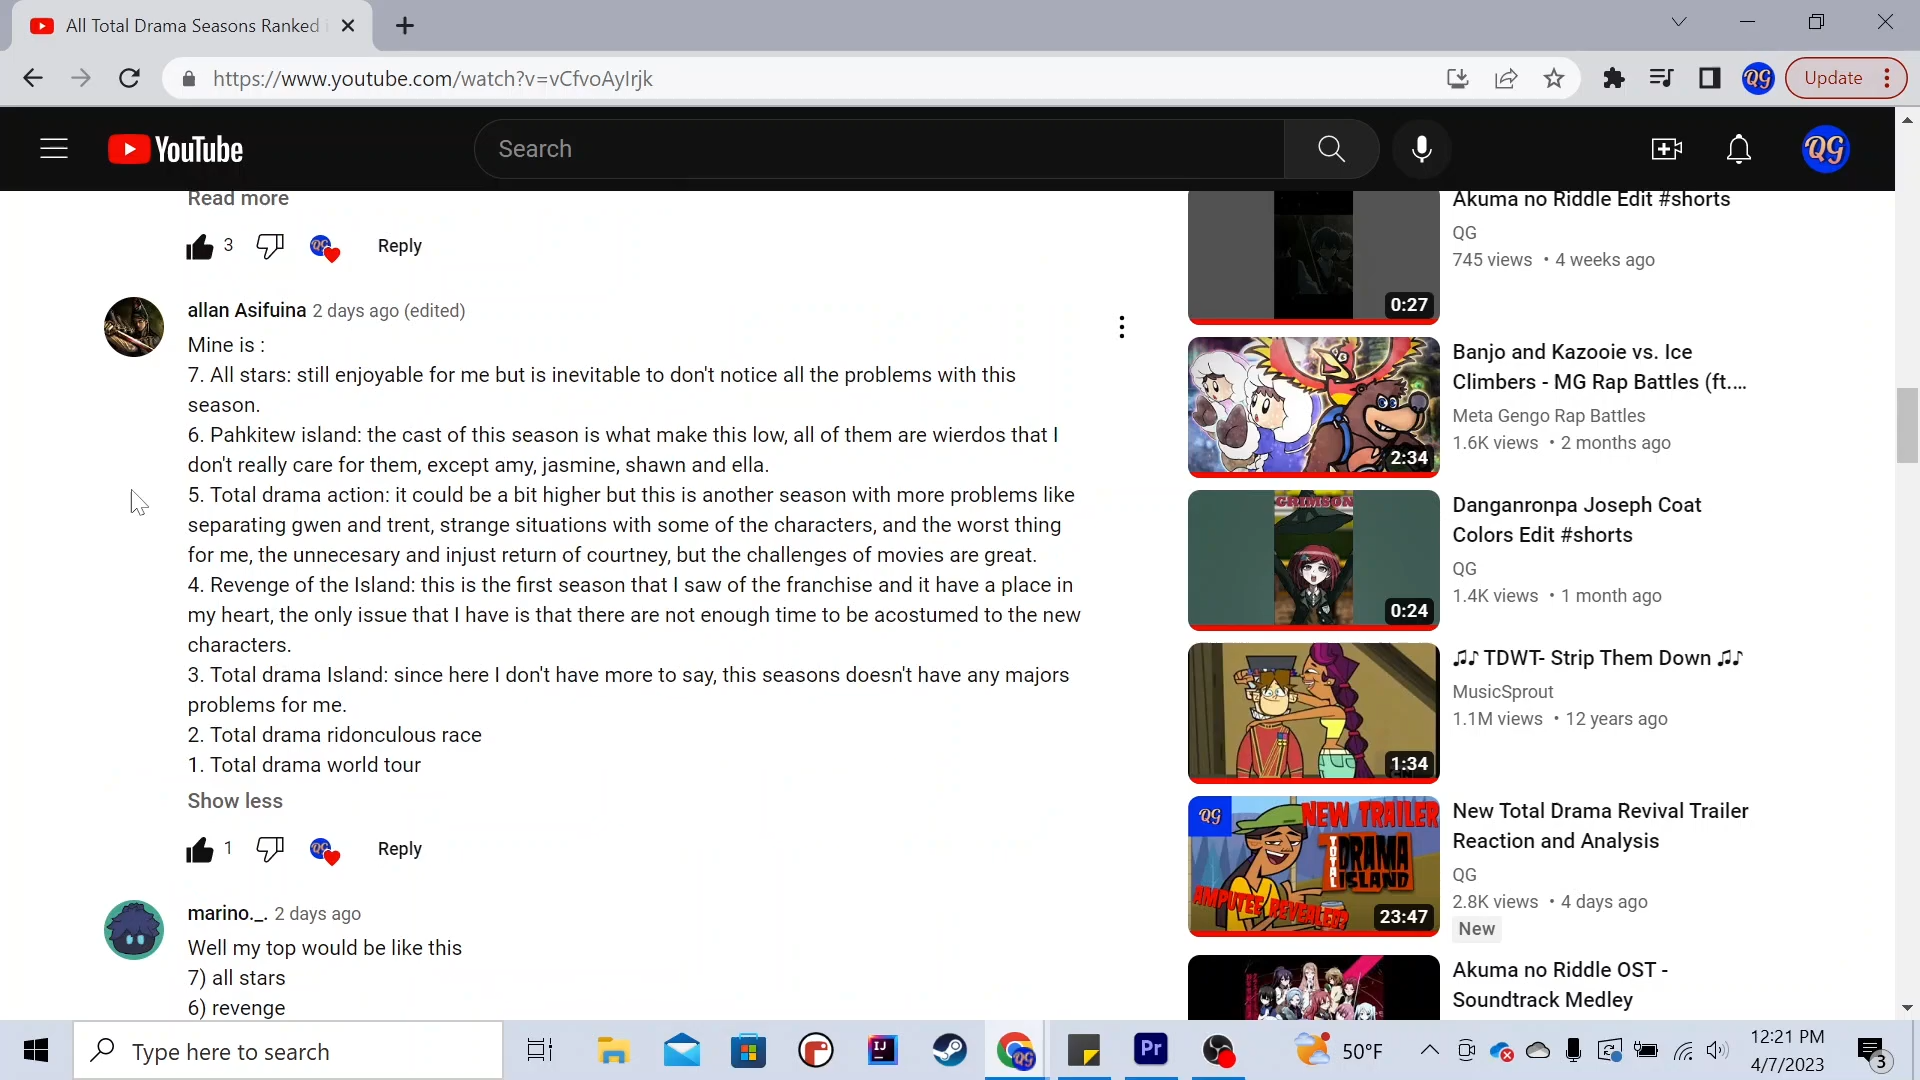 All Total Drama Seasons Ranked
https://www.youtube.com/watch?v=vCfvoAyIrjk
QG
Update
YouTube
Search
QG
Read more
3
Reply
allan Asifuina 2 days ago (edited)
Mine is :
7. All stars: still enjoyable for me but is inevitable to don't notice all the problems with this
season.
6. Pahkitew island: the cast of this season is what make this low, all of them are wierdos that I
don't really care for them, except amy, jasmine, shawn and ella.
5. Total drama action: it could be a bit higher but this is another season with more problems like
separating gwen and trent, strange situations with some of the characters, and the worst thing
for me, the unnecesary and injust return of courtney, but the challenges of movies are great.
4. Revenge of the Island: this is the first season that I saw of the franchise and it have a place in
my heart, the only issue that I have is that there are not enough time to be acostumed to the new
characters.
3. Total drama Island: since here I don't have more to say, this seasons doesn't have any majors
problems for me.
2. Total drama ridonculous race
1. Total drama world tour
Show less
1
Reply
marino._. 2 days ago
Well my top would be like this
7) all stars
6) revenge
Akuma no Riddle Edit #shorts
QG
745 views • 4 weeks ago
0:27
Banjo and Kazooie vs. Ice
Climbers - MG Rap Battles (ft....
Meta Gengo Rap Battles
1.6K views • 2 months ago
2:34
CRIMSON
Danganronpa Joseph Coat
Colors Edit #shorts
QG
1.4K views • 1 month ago
0:24
♫♪ TDWT- Strip Them Down ♫♪
MusicSprout
1.1M views • 12 years ago
1:34
QG
NEW TRAILER
TOTAL
DRAMA
ISLAND
AMPUTEE REVEALED?
23:47
New Total Drama Revival Trailer
Reaction and Analysis
QG
2.8K views • 4 days ago
New
Akuma no Riddle OST -
Soundtrack Medley
Type here to search
IJ
QG
Pr
50°F
12:21 PM
4/7/2023
3